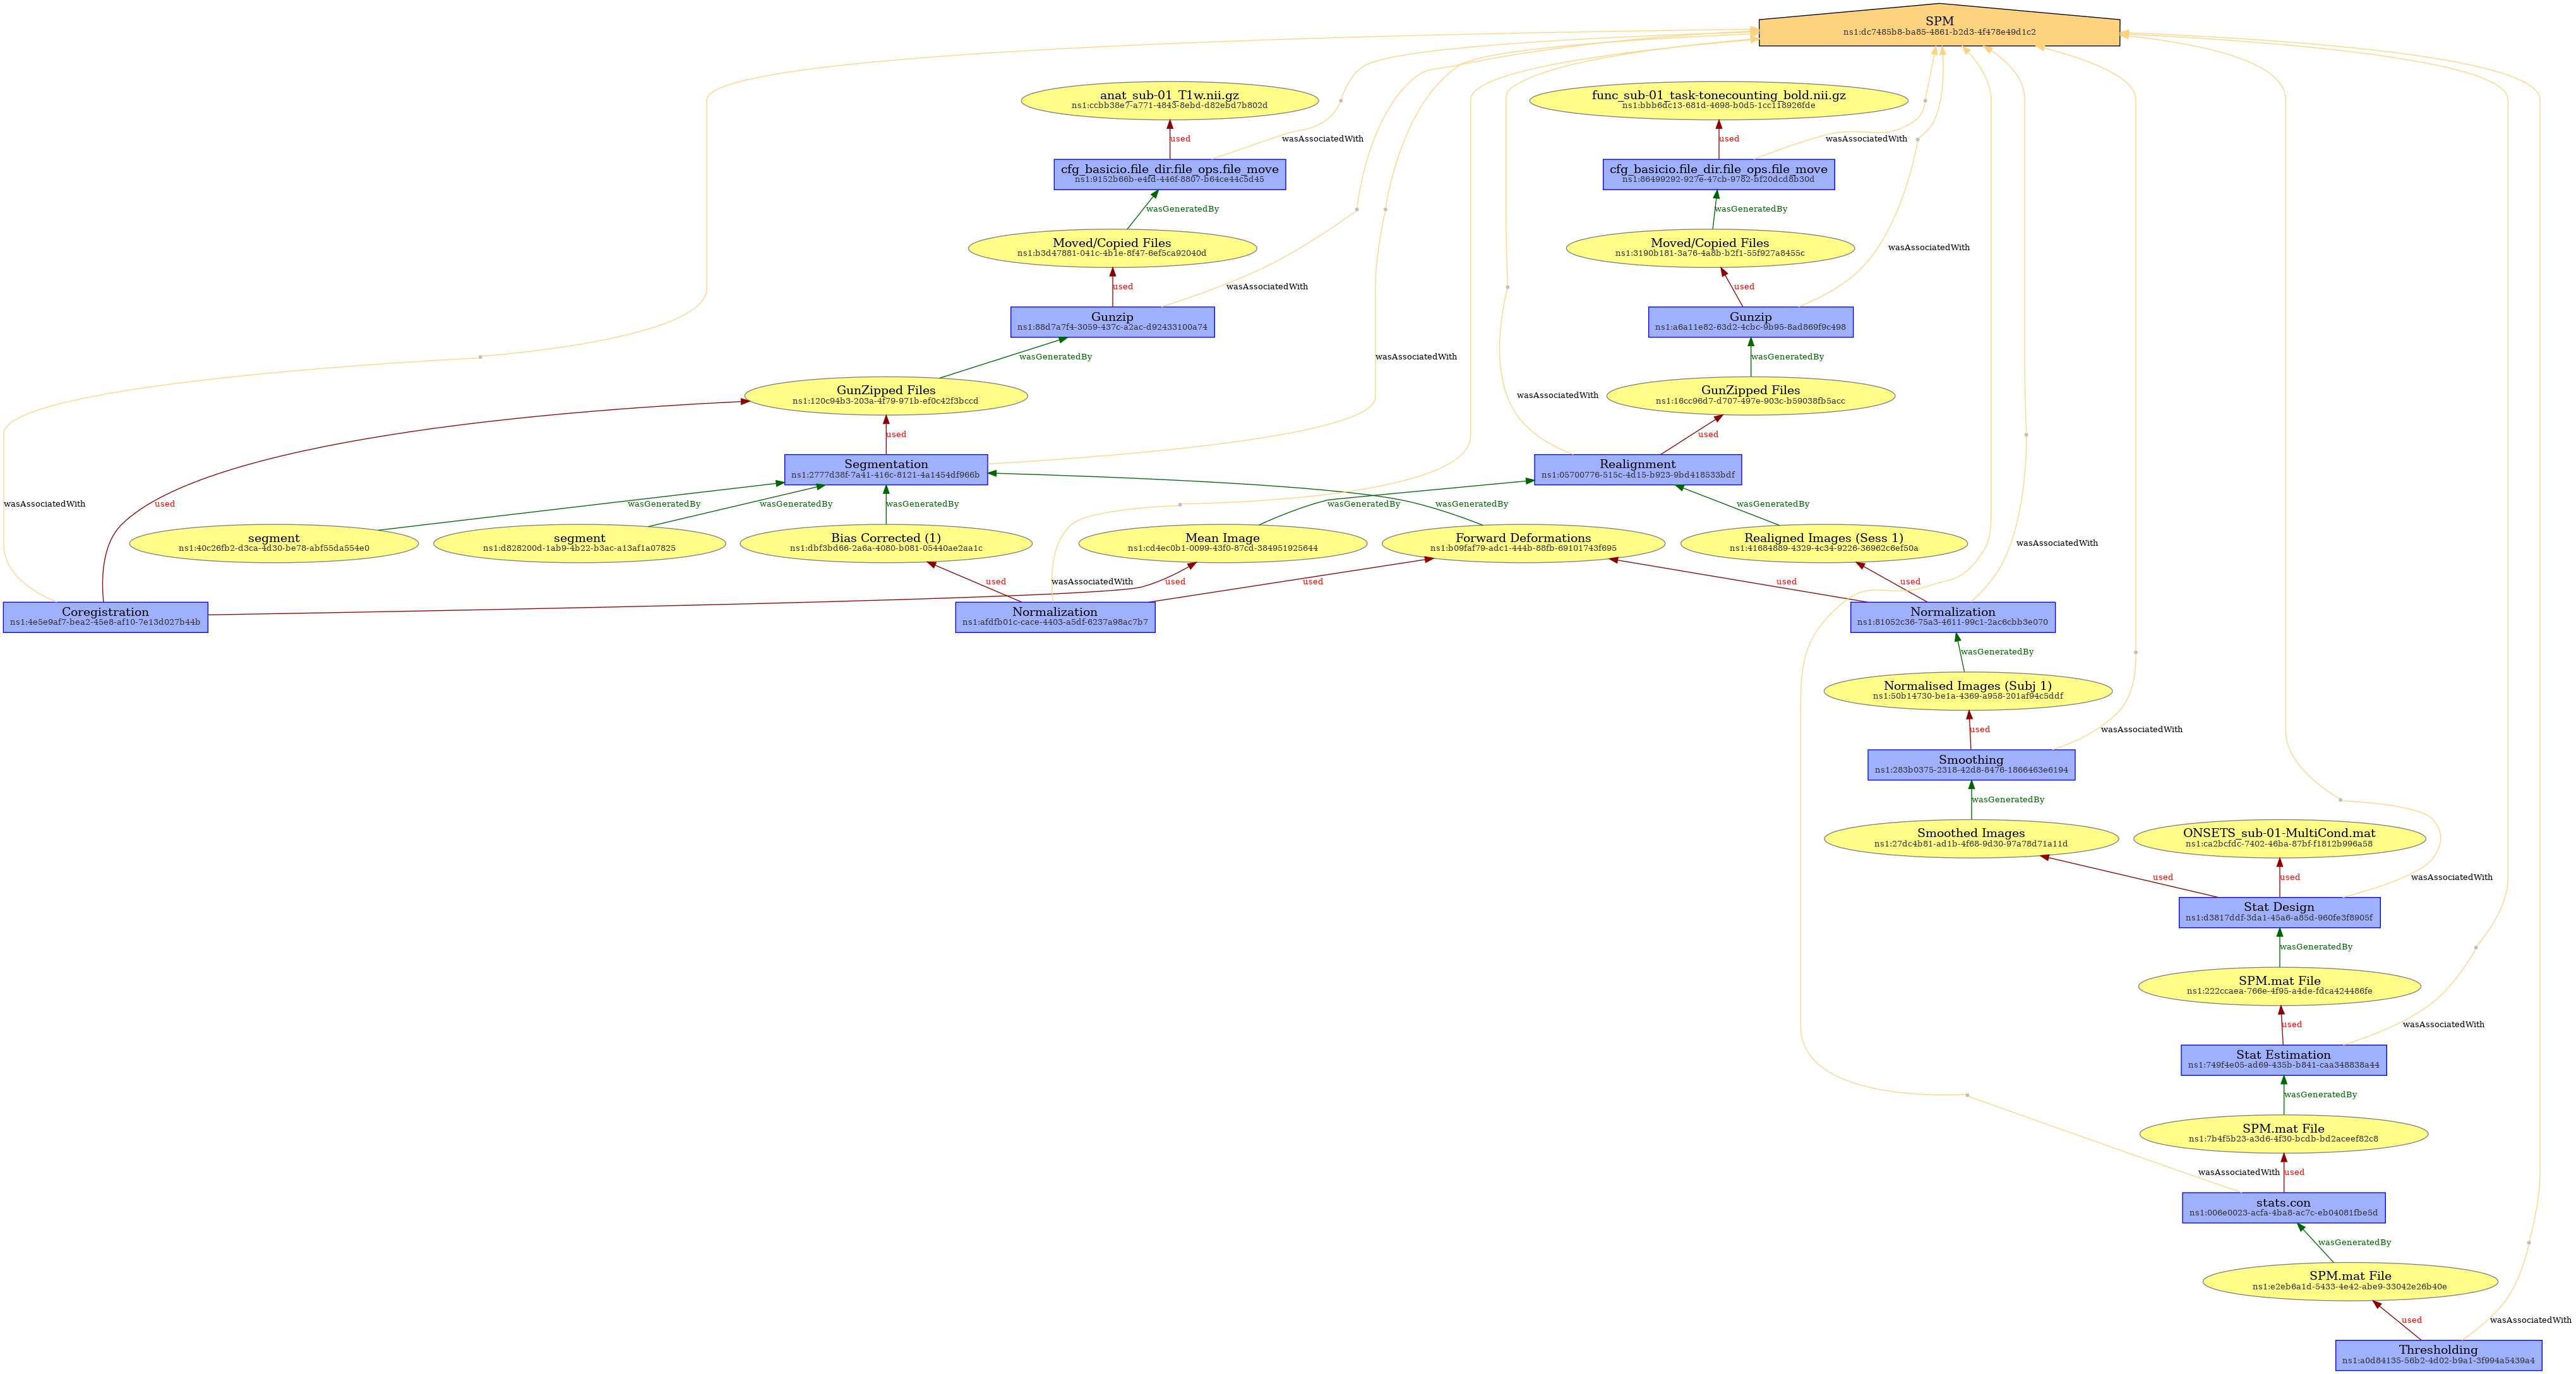 SPM
ns1:dc7485b8-ba85-4861-b2d3-4f478e49d1c2
anat_sub-01_T1w.nii.gz
ns1:ccbb38e7-a771-4843-8ebd-d82ebd7b802d
func_sub-01_task-tonecounting_bold.nii.gz
ns1:bbb6dc13-681d-4698-b0d5-1cc118926fde
used
wasAssociatedWith
used
wasAssociatedWith
cfg_basicio.file_dir.file_ops.file_move
ns1:9152b66b-e4fd-446f-8807-b64ce44c5d45
cfg_basicio.file_dir.file_ops.file_move
ns1:86499292-927e-47cb-9782-bf20dcd8b30d
wasGeneratedBy
wasGeneratedBy
Moved/Copied Files
ns1:b3d47881-041c-4b1e-8f47-6ef5ca92040d
Moved/Copied Files
ns1:3190b181-3a76-4a8b-b2f1-55f927a8455c
wasAssociatedWith
used
wasAssociatedWith
used
Gunzip
ns1:88d7a7f4-3059-437c-a2ac-d92433100a74
Gunzip
ns1:a6a11e82-63d2-4cbc-9b95-8ad869f9c498
wasGeneratedBy
wasAssociatedWith
wasGeneratedBy
GunZipped Files
ns1:120c94b3-203a-4f79-971b-ef0c42f3bccd
wasAssociatedWith
GunZipped Files
ns1:16cc96d7-d707-497e-903c-b59038fb5acc
used
used
Segmentation
ns1:2777d38f-7a41-416c-8121-4a1454df966b
Realignment
ns1:05700776-515c-4d15-b923-9bd418533bdf
wasAssociatedWith
used
wasGeneratedBy
wasGeneratedBy
wasGeneratedBy
wasGeneratedBy
wasGeneratedBy
wasGeneratedBy
segment
ns1:40c26fb2-d3ca-4d30-be78-abf55da554e0
segment
ns1:d828200d-1ab9-4b22-b3ac-a13af1a07825
Bias Corrected (1)
ns1:dbf3bd66-2a6a-4080-b081-05440ae2aa1c
Mean Image
ns1:cd4ec0b1-0099-43f0-87cd-384951925644
Forward Deformations
ns1:b09faf79-adc1-444b-88fb-69101743f695
Realigned Images (Sess 1)
ns1:41684889-4329-4c34-9226-36962c6ef50a
wasAssociatedWith
used
wasAssociatedWith
used
used
used
used
Coregistration
ns1:4e5e9af7-bea2-45e8-af10-7e13d027b44b
Normalization
ns1:afdfb01c-cace-4403-a5df-6237a98ac7b7
Normalization
ns1:81052c36-75a3-4611-99c1-2ac6cbb3e070
wasGeneratedBy
Normalised Images (Subj 1)
ns1:50b14730-be1a-4369-a958-201af94c5ddf
used
wasAssociatedWith
Smoothing
ns1:283b0375-2318-42d8-8476-1866463e6194
wasGeneratedBy
Smoothed Images
ns1:27dc4b81-ad1b-4f68-9d30-97a78d71a11d
ONSETS_sub-01-MultiCond.mat
ns1:ca2bcfdc-7402-46ba-87bf-f1812b996a58
used
used
wasAssociatedWith
Stat Design
ns1:d3817ddf-3da1-45a6-a85d-960fe3f8905f
wasGeneratedBy
SPM.mat File
ns1:222ccaea-766e-4f95-a4de-fdca424486fe
used
wasAssociatedWith
Stat Estimation
ns1:749f4e05-ad69-435b-b841-caa348838a44
wasGeneratedBy
SPM.mat File
ns1:7b4f5b23-a3d6-4f30-bcdb-bd2aceef82c8
wasAssociatedWith
used
stats.con
ns1:006e0023-acfa-4ba8-ac7c-eb04081fbe5d
wasGeneratedBy
SPM.mat File
ns1:e2eb6a1d-5433-4e42-abe9-33042e26b40e
used
wasAssociatedWith
Thresholding
ns1:a0d84135-56b2-4d02-b9a1-3f994a5439a4